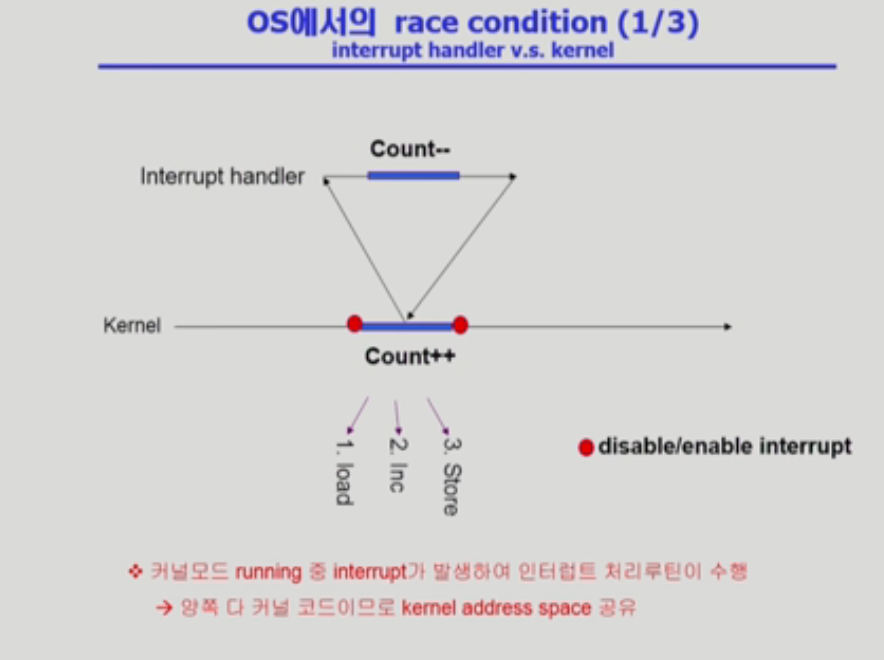 OS에서의 race condition (1/3)
interrupt handler v.s. kernel
Count--
Interrupt handler
Kernel
Count++
1. load
2. Inc
3. Store
disable/enable interrupt
❖ 커널모드 running 중 interrupt가 발생하여 인터럽트 처리루틴이 수행
→ 양쪽 다 커널 코드이므로 kernel address space 공유